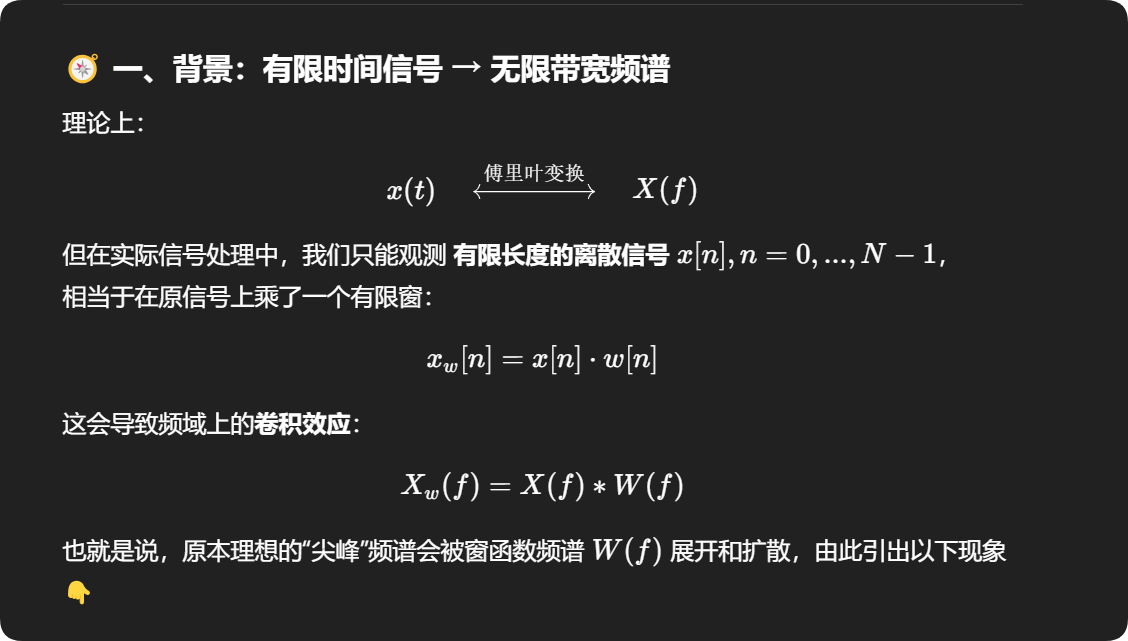 🧭 一、背景：有限时间信号 → 无限带宽频谱
理论上：
x(t) ⟷ 傅里叶变换 X(f)
但在实际信号处理中，我们只能观测 有限长度的离散信号 x[n], n = 0, ..., N − 1，
相当于在原信号上乘了一个有限窗：
x_w[n] = x[n] · w[n]
这会导致频域上的卷积效应：
X_w(f) = X(f) * W(f)
也就是说，原本理想的“尖峰”频谱会被窗函数频谱 W(f) 展开和扩散，由此引出以下现象
👇